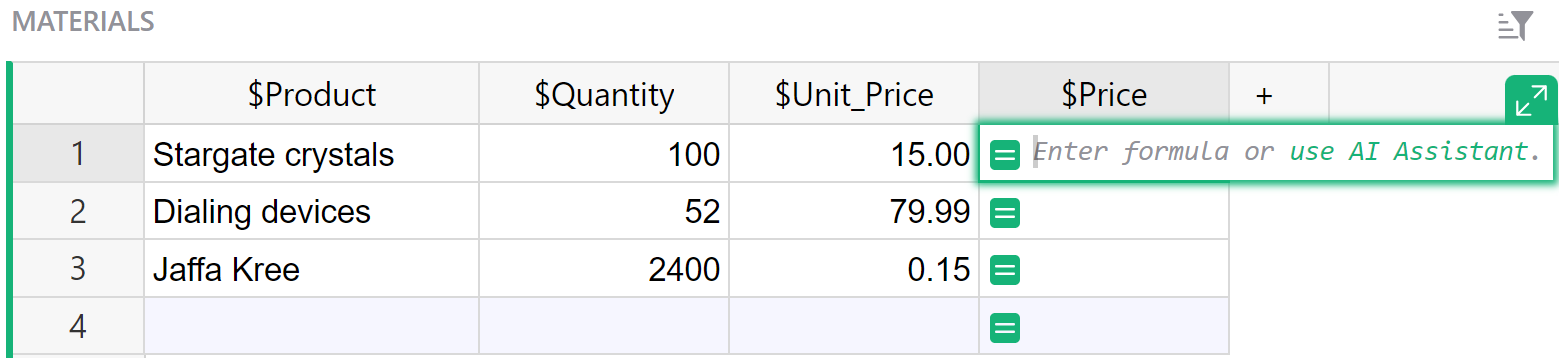 MATERIALS
$Product $Quantity $Unit_Price $Price +
1 Stargate crystals 100 15.00 = Enter formula or use AI Assistant.
2 Dialing devices 52 79.99 =
3 Jaffa Kree 2400 0.15 =
4 =